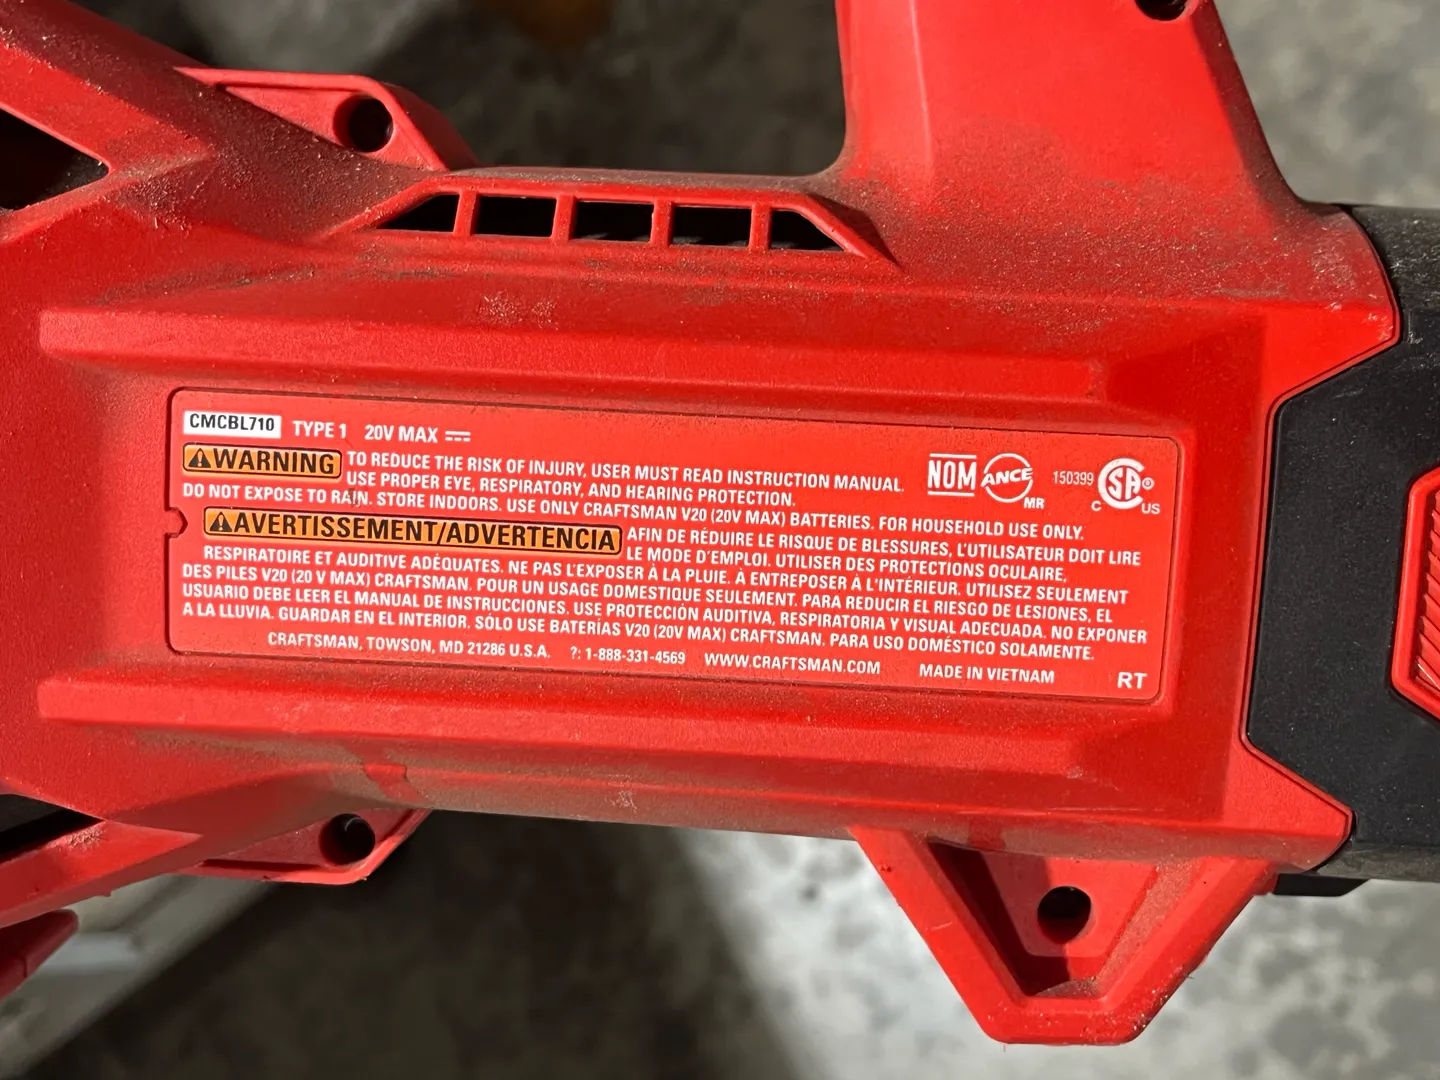 CMCBL710 TYPE 1 20V MAX
WARNING TO REDUCE THE RISK OF INJURY, USER MUST READ INSTRUCTION MANUAL.
USE PROPER EYE, RESPIRATORY, AND HEARING PROTECTION.
DO NOT EXPOSE TO RAIN. STORE INDOORS. USE ONLY CRAFTSMAN V20 (20V MAX) BATTERIES. FOR HOUSEHOLD USE ONLY.
NOM ANCE MR 150399 C SA® C US
AVERTISSEMENT/ADVERTENCIA AFIN DE RÉDUIRE LE RISQUE DE BLESSURES, L'UTILISATEUR DOIT LIRE
LE MODE D'EMPLOI. UTILISER DES PROTECTIONS OCULAIRE,
RESPIRATOIRE ET AUDITIVE ADÉQUATES. NE PAS L'EXPOSER À LA PLUIE. À ENTREPOSER À L'INTÉRIEUR. UTILISEZ SEULEMENT
DES PILES V20 (20 V MAX) CRAFTSMAN. POUR UN USAGE DOMESTIQUE SEULEMENT. PARA REDUCIR EL RIESGO DE LESIONES, EL
USUARIO DEBE LEER EL MANUAL DE INSTRUCCIONES. USE PROTECCIÓN AUDITIVA, RESPIRATORIA Y VISUAL ADECUADA. NO EXPONER
A LA LLUVIA. GUARDAR EN EL INTERIOR. SÓLO USE BATERÍAS V20 (20V MAX) CRAFTSMAN. PARA USO DOMÉSTICO SOLAMENTE.
CRAFTSMAN, TOWSON, MD 21286 U.S.A. ?: 1-888-331-4569 WWW.CRAFTSMAN.COM MADE IN VIETNAM RT